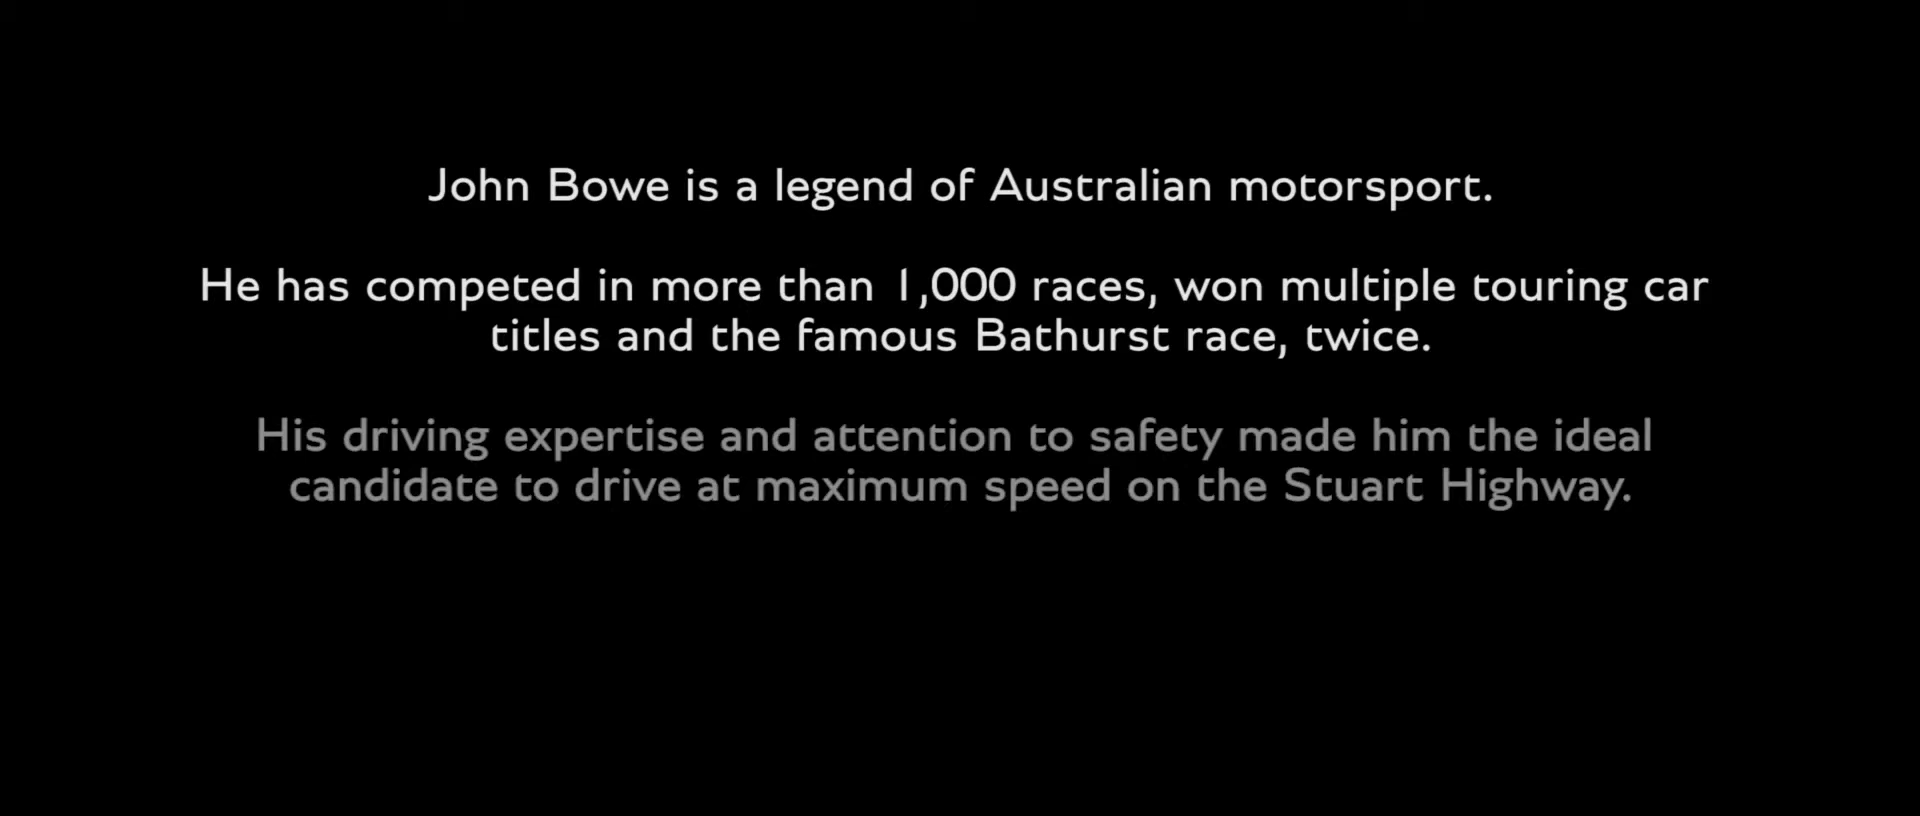 John Bowe is a legend of Australian motorsport.
He has competed in more than 1,000 races, won multiple touring car
titles and the famous Bathurst race, twice.
His driving expertise and attention to safety made him the ideal
candidate to drive at maximum speed on the Stuart Highway.